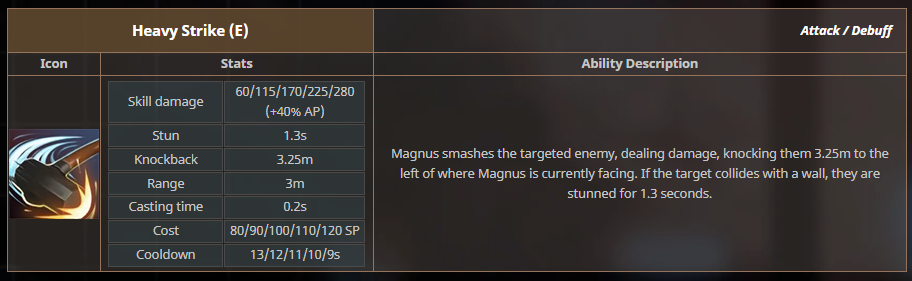 Heavy Strike (E)
Attack / Debuff
Icon
Stats
Ability Description
Skill damage
60/115/170/225/280
(+40% AP)
Stun
1.3s
Knockback
3.25m
Range
3m
Casting time
0.2s
Cost
80/90/100/110/120 SP
Cooldown
13/12/11/10/9s
Magnus smashes the targeted enemy, dealing damage, knocking them 3.25m to the
left of where Magnus is currently facing. If the target collides with a wall, they are
stunned for 1.3 seconds.